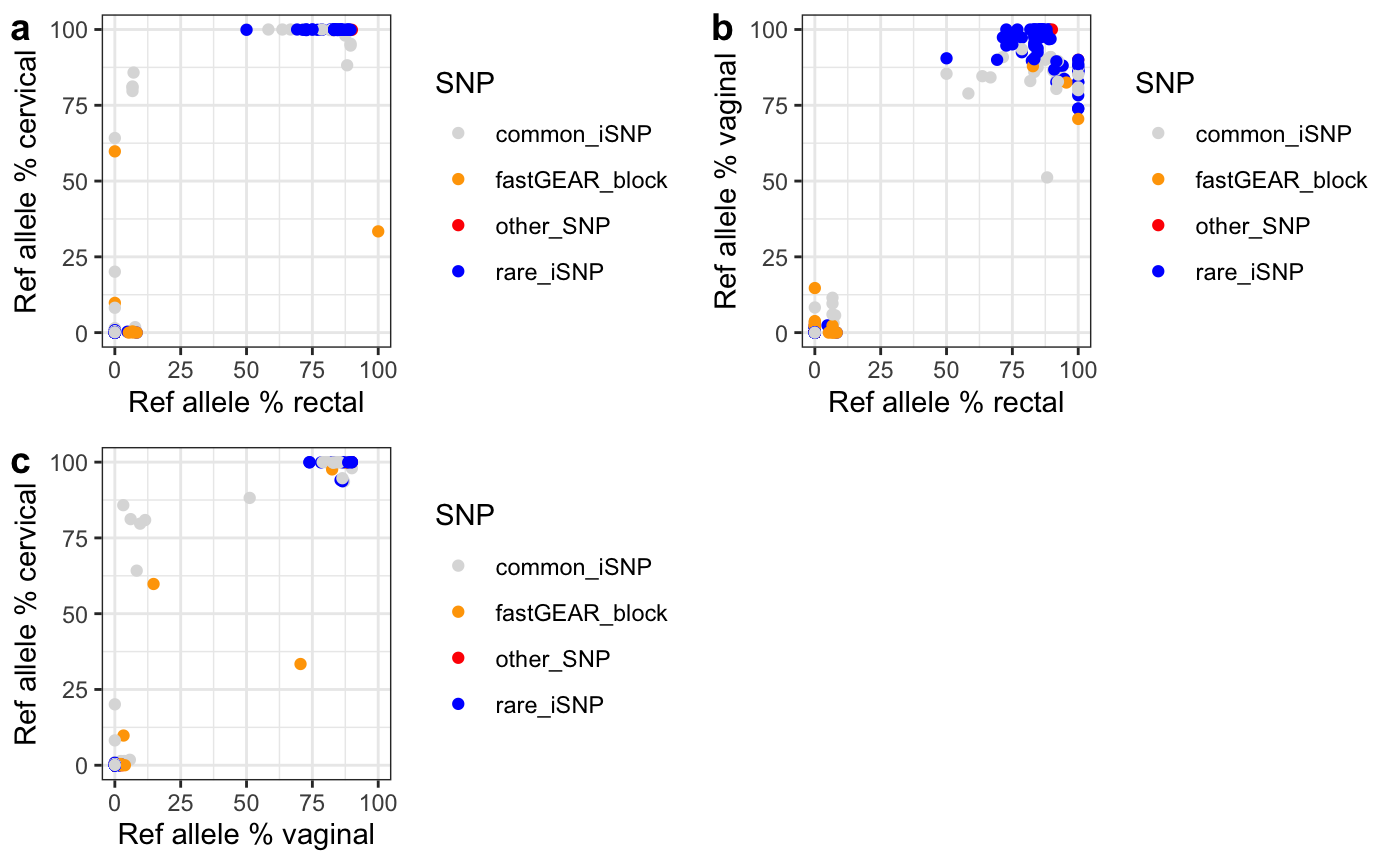 a
Ref allele % cervical
100
75
50
25
0
0 25 50 75 100
Ref allele % rectal
SNP
common_iSNP
fastGEAR_block
other_SNP
rare_iSNP
b
Ref allele % vaginal
100
75
50
25
0
0 25 50 75 100
Ref allele % rectal
SNP
common_iSNP
fastGEAR_block
other_SNP
rare_iSNP
c
Ref allele % cervical
100
75
50
25
0
0 25 50 75 100
Ref allele % vaginal
SNP
common_iSNP
fastGEAR_block
other_SNP
rare_iSNP